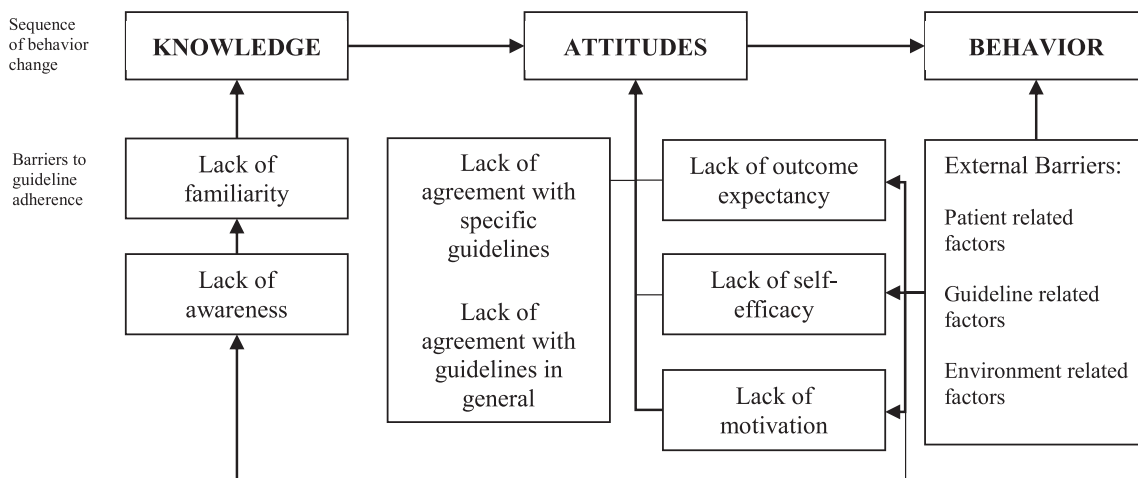 Sequence
of behavior
change
KNOWLEDGE
ATTITUDES
BEHAVIOR
Barriers to
guideline
adherence
Lack of
familiarity
Lack of
awareness
Lack of
agreement with
specific
guidelines
Lack of
agreement with
guidelines in
general
Lack of outcome
expectancy
Lack of self-
efficacy
Lack of
motivation
External Barriers:
Patient related
factors
Guideline related
factors
Environment related
factors